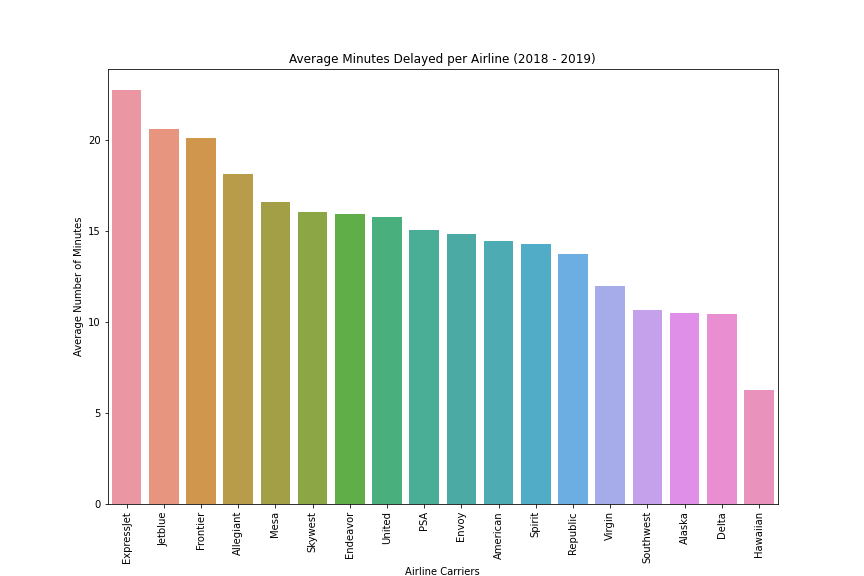 Average Minutes Delayed per Airline (2018 - 2019)
Average Number of Minutes
20
15
10
5
0
ExpressJet
Jetblue
Frontier
Allegiant
Mesa
Skywest
Endeavor
United
PSA
Envoy
American
Spirit
Republic
Virgin
Southwest
Alaska
Delta
Hawaiian
Airline Carriers